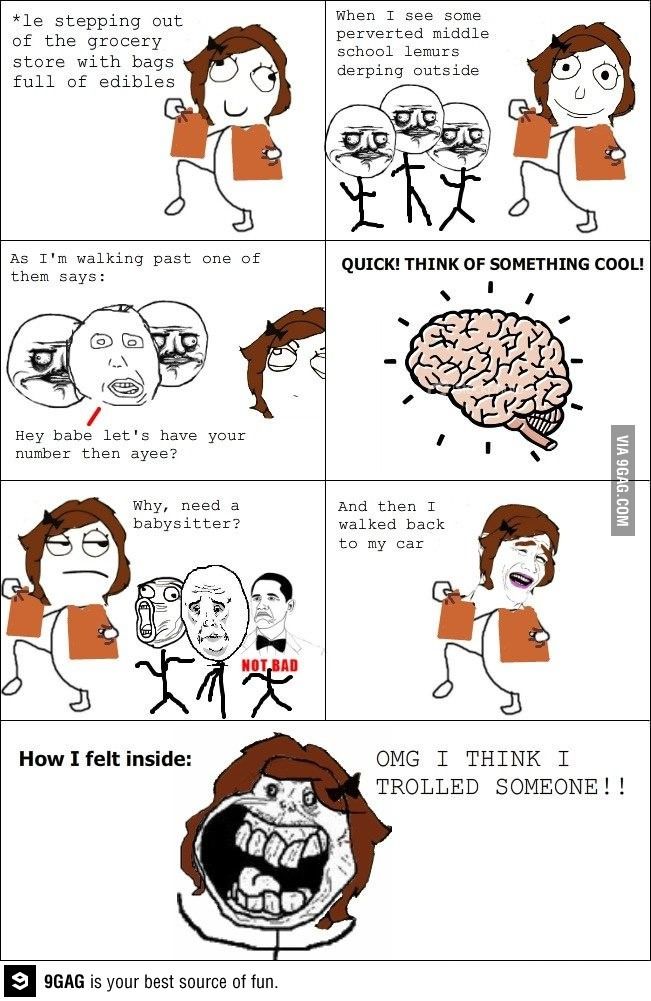 *le stepping out
of the grocery
store with bags
full of edibles
When I see some
perverted middle
school lemurs
derping outside
As I'm walking past one of
them says:
Hey babe let's have your
number then ayee?
QUICK! THINK OF SOMETHING COOL!
Why, need a
babysitter?
NOT BAD
And then I
walked back
to my car
How I felt inside:
OMG I THINK I
TROLLED SOMEONE!!
VIA 9GAG.COM
9GAG is your best source of fun.